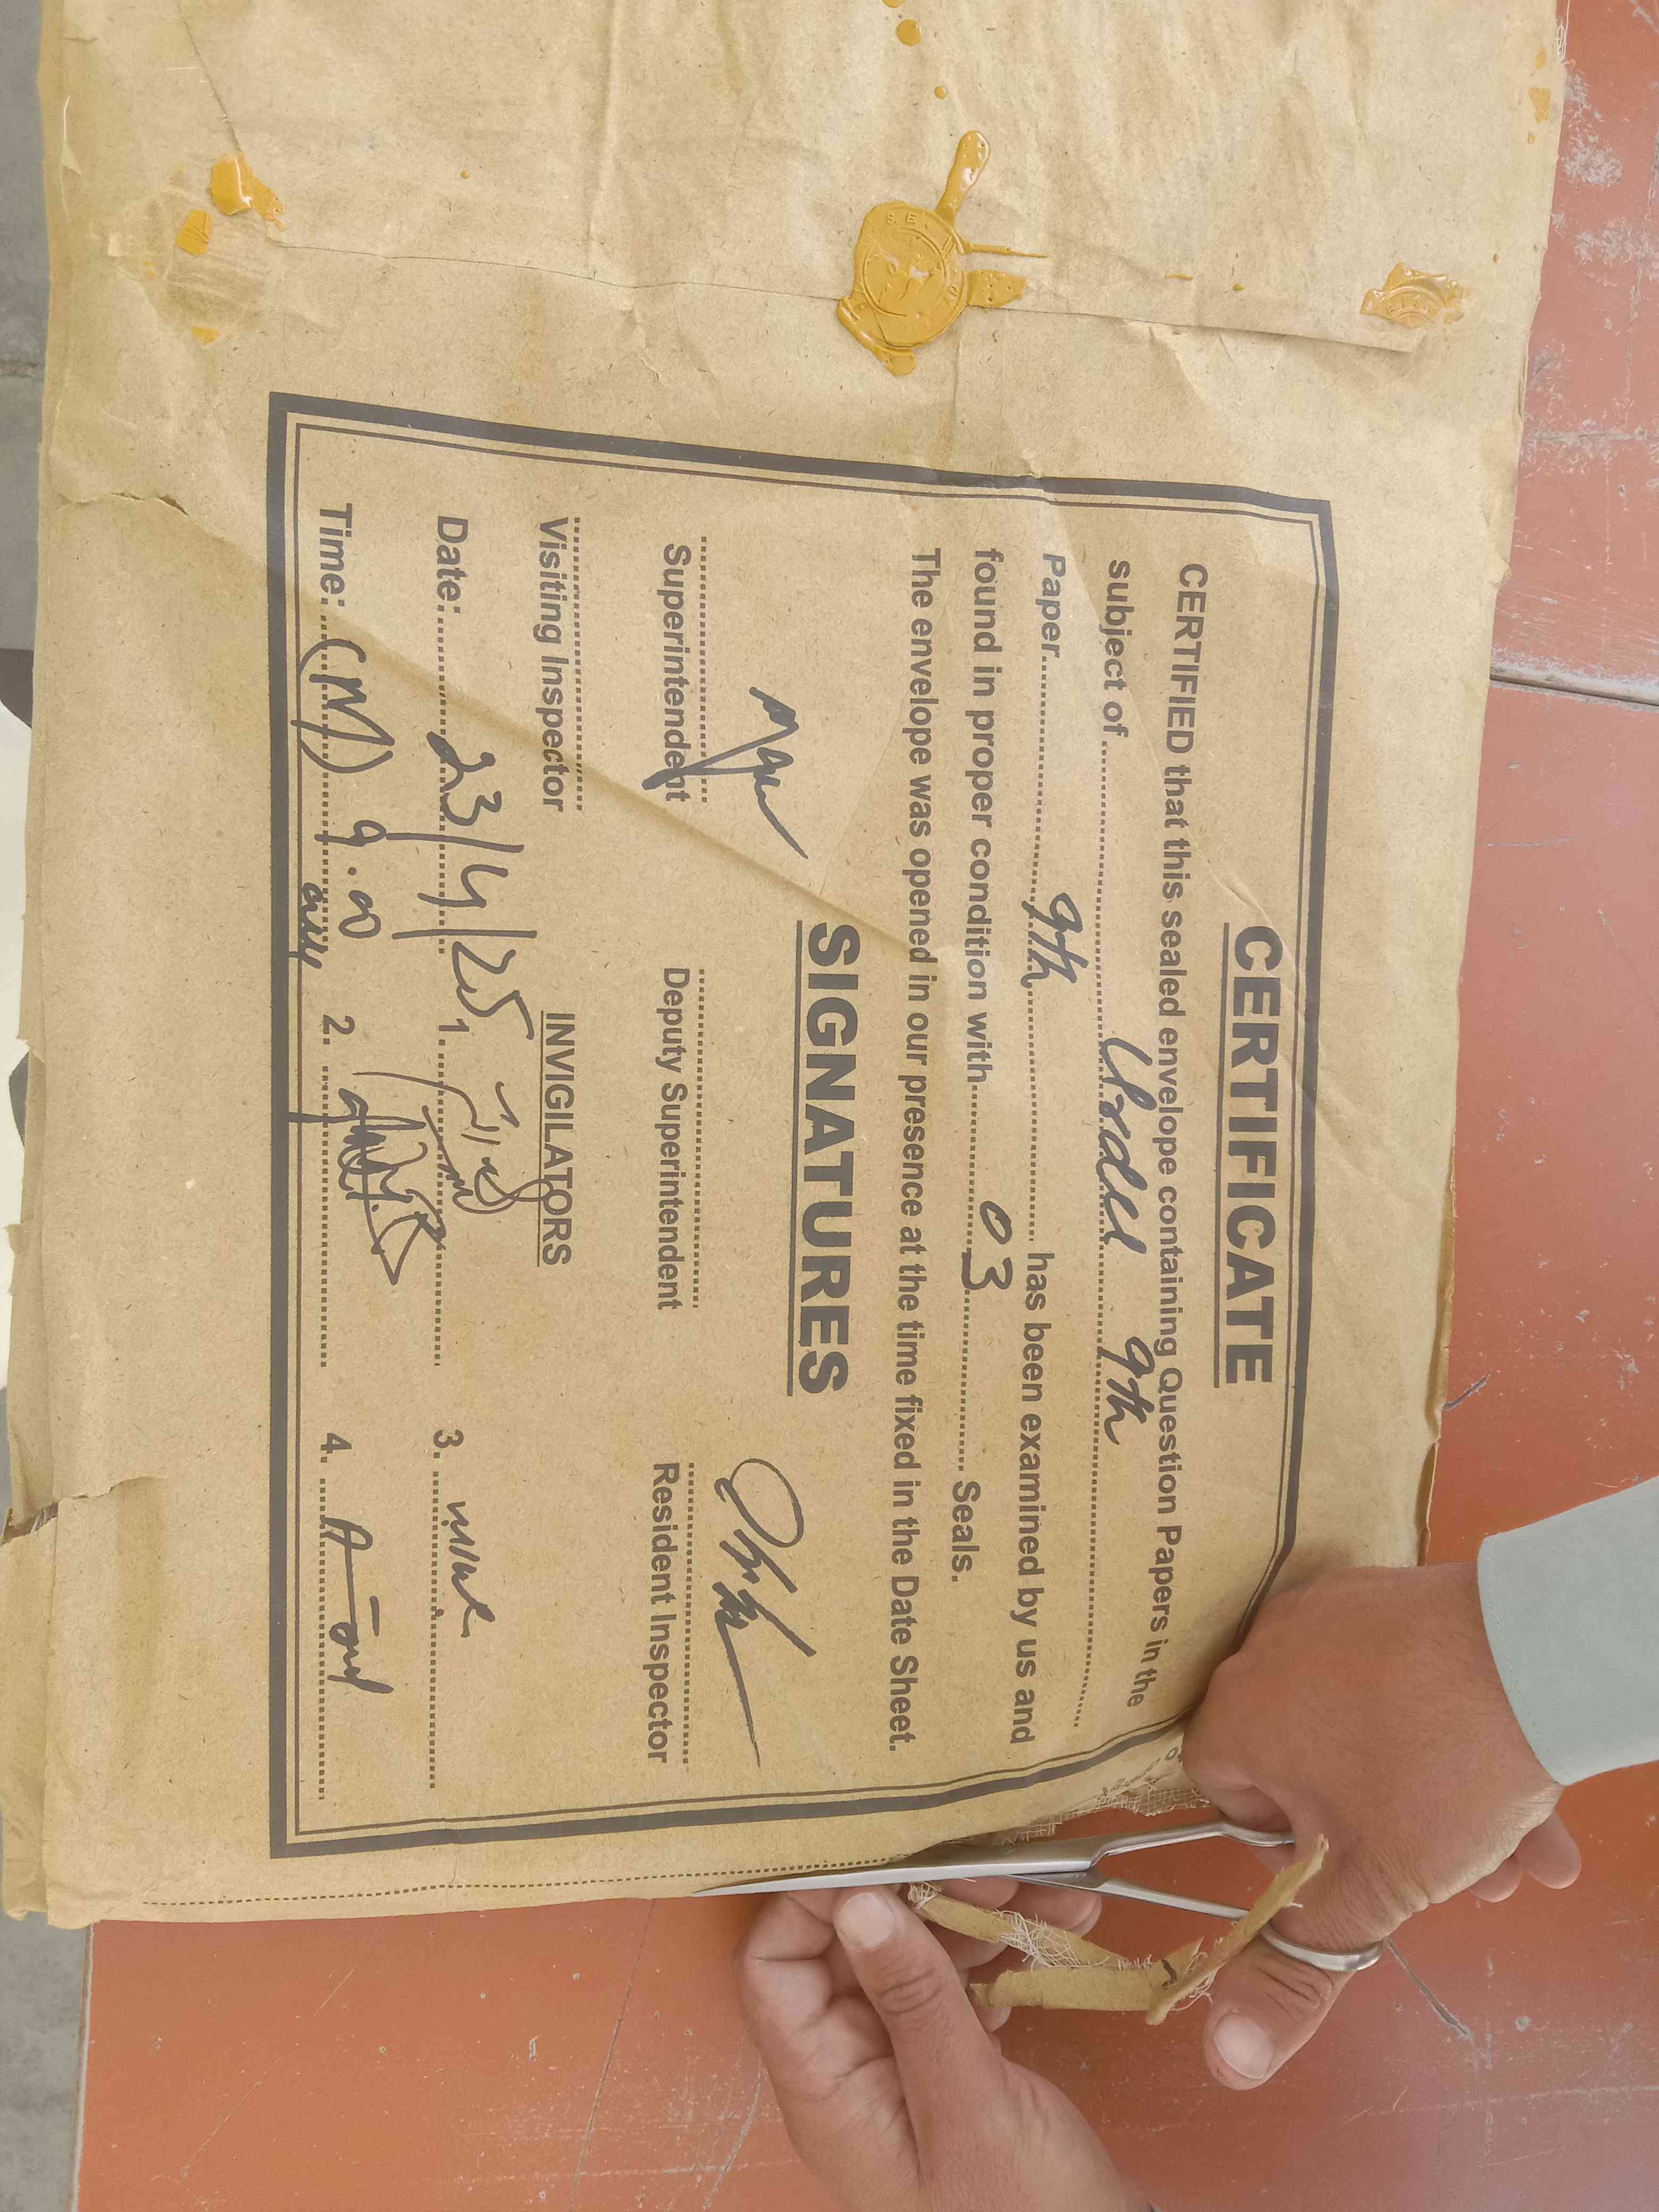 CERTIFICATE
CERTIFIED that this sealed envelope containing Question Papers in the
subject of Urdu 9th
Paper 9th has been examined by us and
found in proper condition with 03 Seals.
The envelope was opened in our presence at the time fixed in the Date Sheet.
SIGNATURES
Superintendent Deputy Superintendent Resident Inspector
Visiting Inspector
INVIGILATORS
Date: 23/4/25 1. 3.
Time: (M) 9.00 am 2. 4.